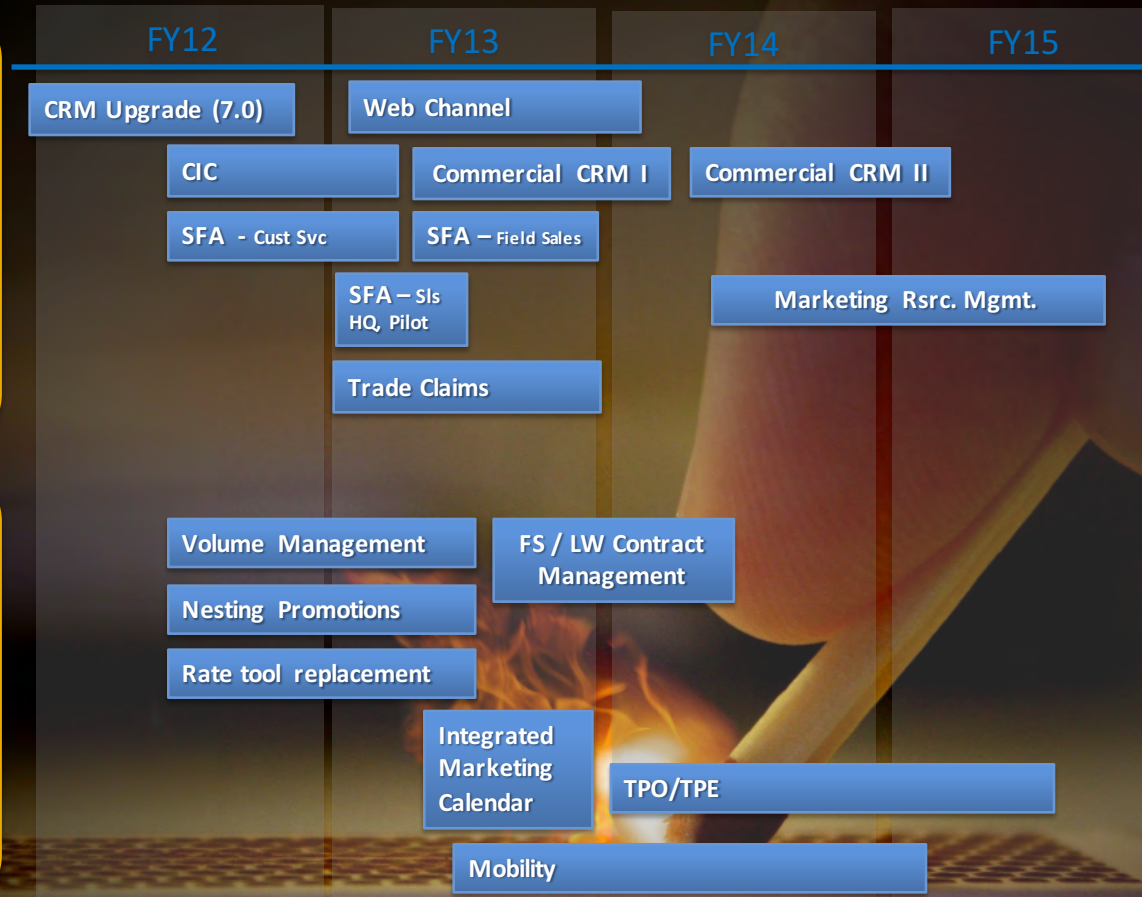 FY12 FY13 FY14 FY15
CRM Upgrade (7.0)
Web Channel
CIC
Commercial CRM I
Commercial CRM II
SFA - Cust Svc
SFA – Field Sales
SFA – Sls
HQ, Pilot
Marketing Rsrc. Mgmt.
Trade Claims
Volume Management
FS / LW Contract
Management
Nesting Promotions
Rate tool replacement
Integrated
Marketing
Calendar
TPO/TPE
Mobility